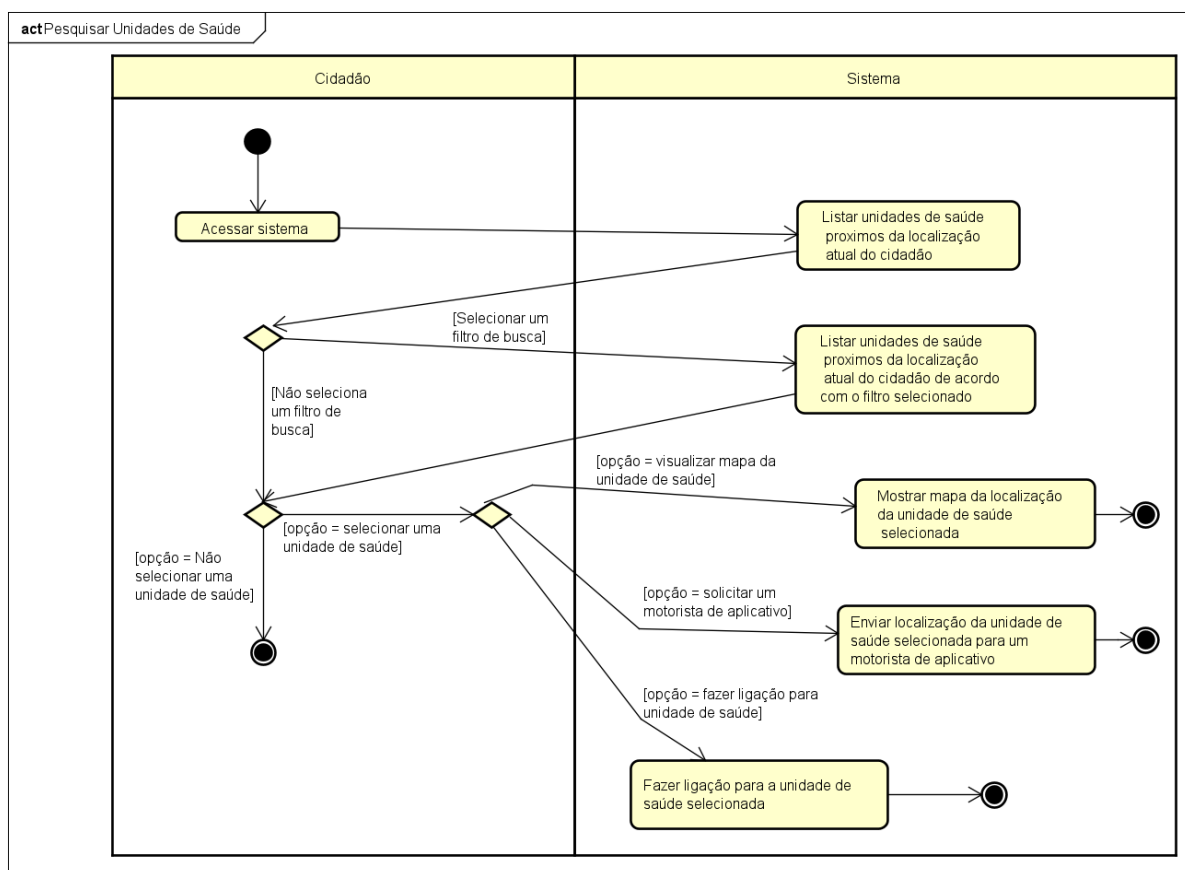 act Pesquisar Unidades de Saúde
Cidadão
Sistema
Acessar sistema
Listar unidades de saúde
proximos da localização
atual do cidadão
[Selecionar um
filtro de busca]
Listar unidades de saúde
proximos da localização
atual do cidadão de acordo
com o filtro selecionado
[Não seleciona
um filtro de
busca]
[opção = visualizar mapa da
unidade de saúde]
Mostrar mapa da localização
da unidade de saúde
selecionada
[opção = selecionar uma
unidade de saúde]
[opção = Não
selecionar uma
unidade de saúde]
[opção = solicitar um
motorista de aplicativo]
Enviar localização da unidade de
saúde selecionada para um
motorista de aplicativo
[opção = fazer ligação para
unidade de saúde]
Fazer ligação para a unidade de
saúde selecionada